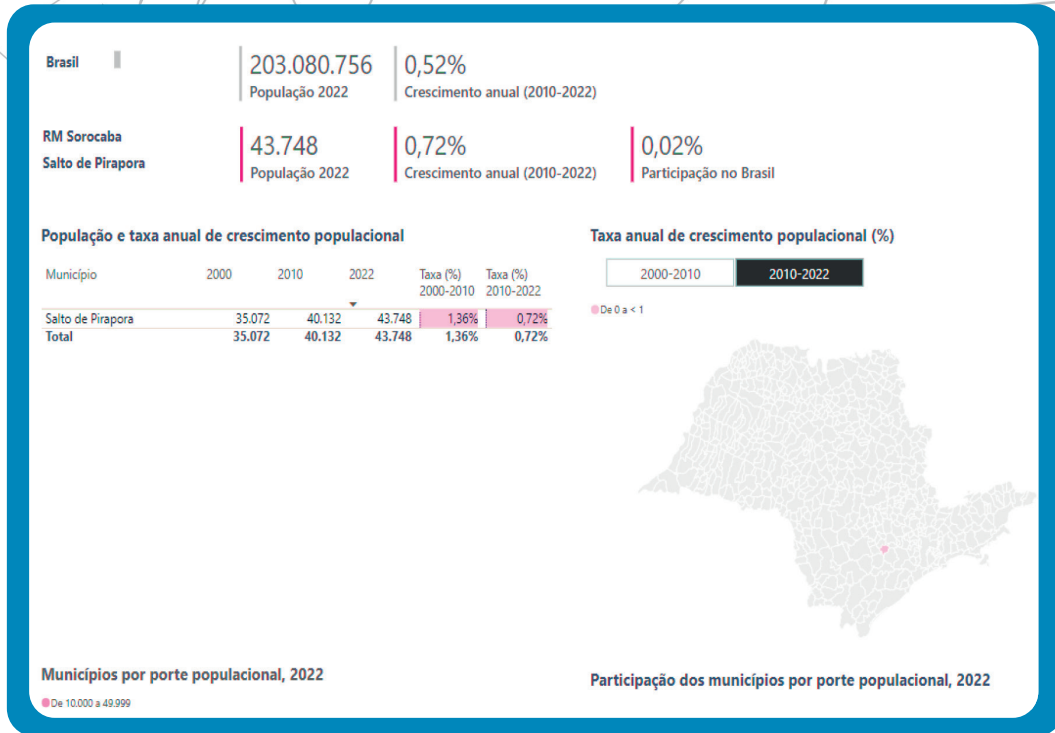 Brasil
203.080.756
População 2022
0,52%
Crescimento anual (2010-2022)
RM Sorocaba
Salto de Pirapora
43.748
População 2022
0,72%
Crescimento anual (2010-2022)
0,02%
Participação no Brasil
População e taxa anual de crescimento populacional
Município 2000 2010 2022 Taxa (%) 2000-2010 Taxa (%) 2010-2022
Salto de Pirapora 35.072 40.132 43.748 1,36% 0,72%
Total 35.072 40.132 43.748 1,36% 0,72%
Taxa anual de crescimento populacional (%)
2000-2010 2010-2022
De 0 a < 1
Municípios por porte populacional, 2022
De 10.000 a 49.999
Participação dos municípios por porte populacional, 2022